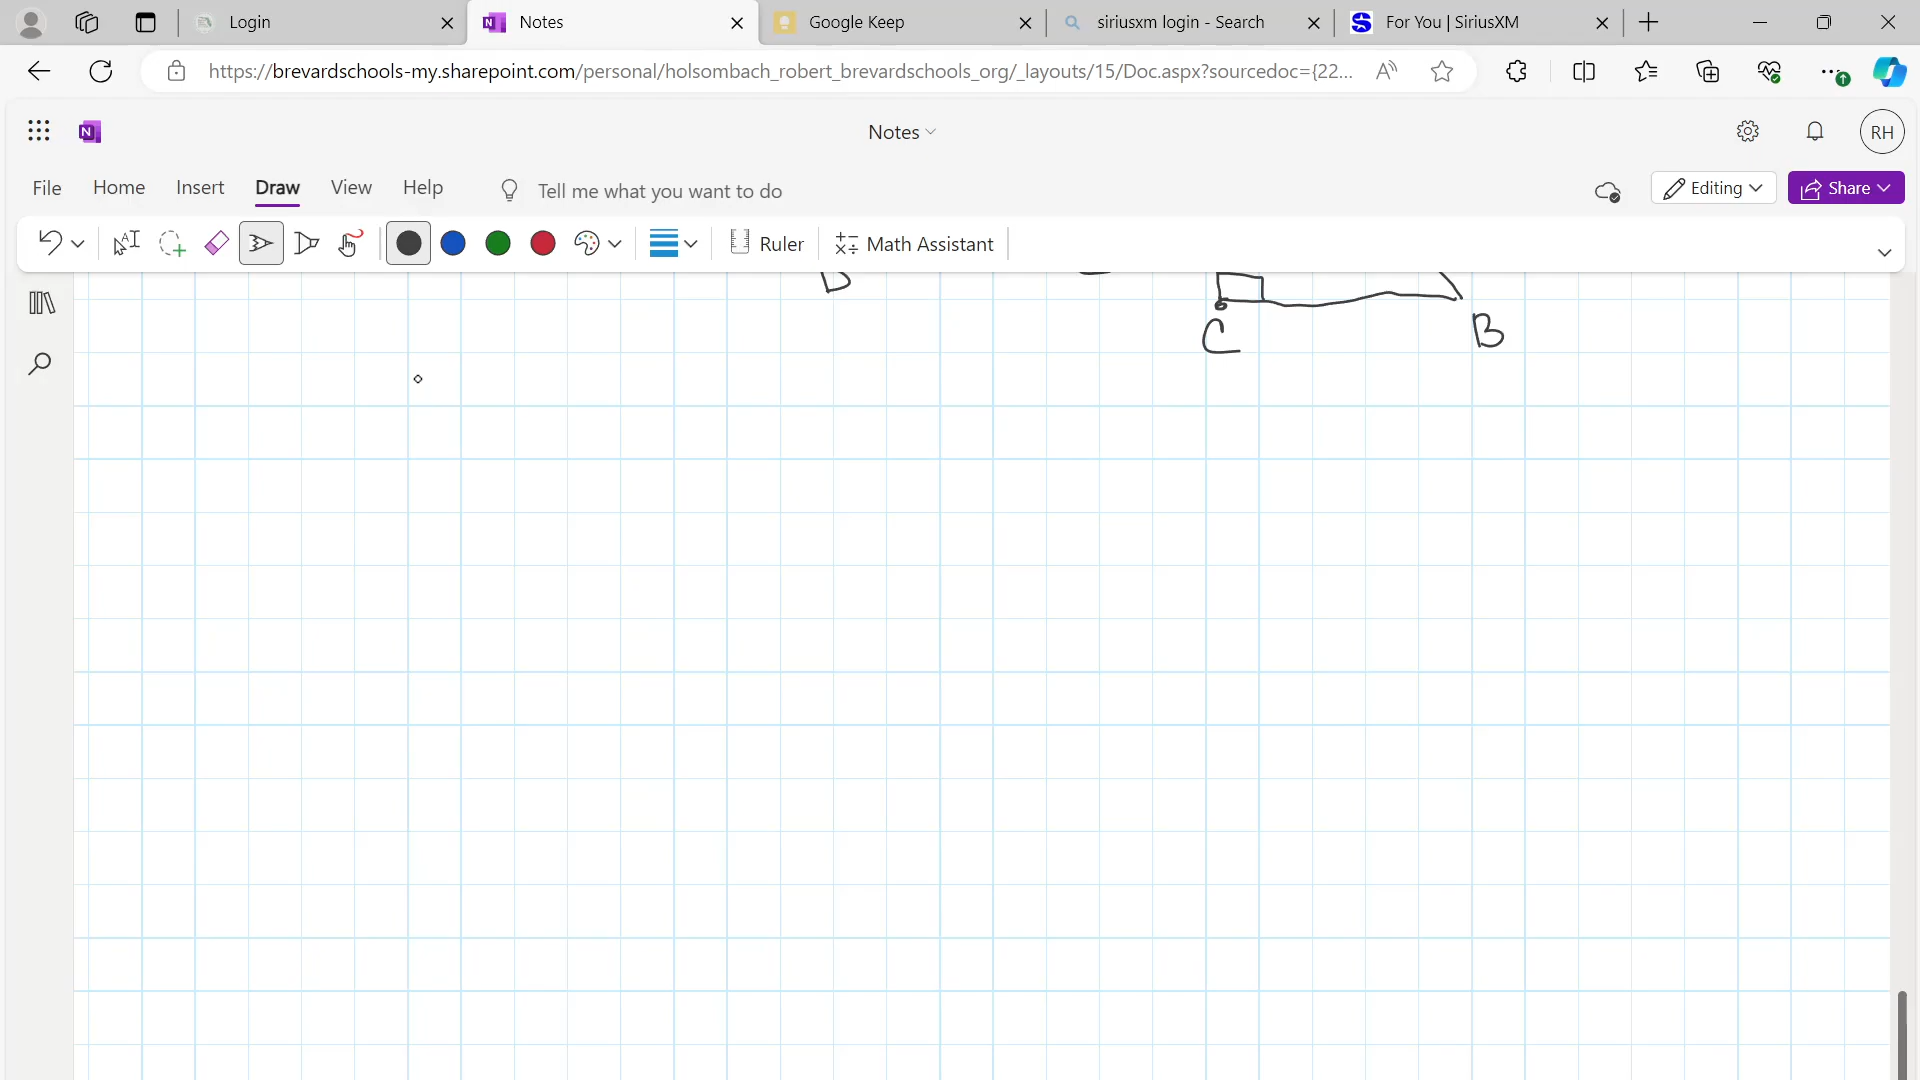 Login
Notes
Google Keep
siriusxm login - Search
For You | SiriusXM
https://brevardschools-my.sharepoint.com/personal/holsombach_robert_brevardschools_org/_layouts/15/Doc.aspx?sourcedoc={22...
Notes
RH
File Home Insert Draw View Help
Tell me what you want to do
Editing
Share
Ruler
Math Assistant
C
B